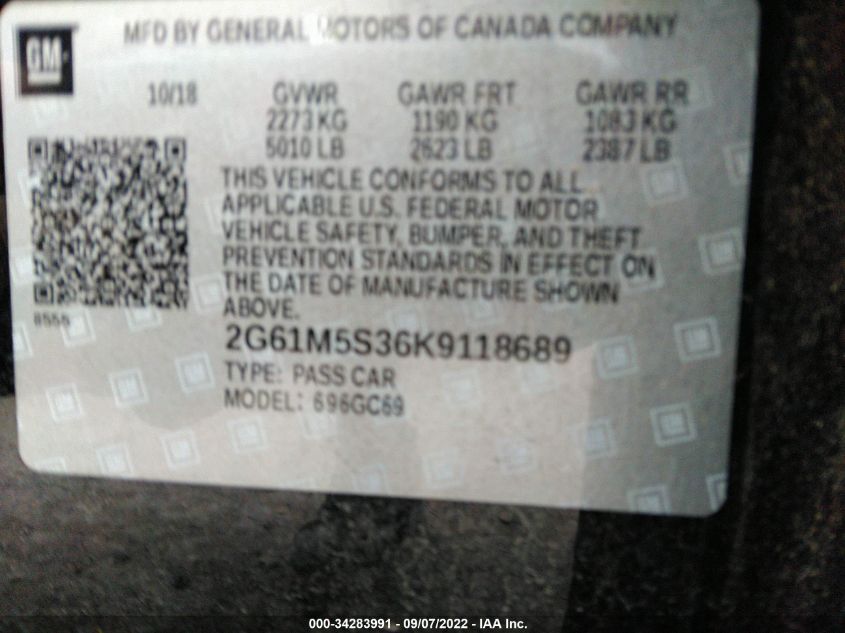 MFD BY GENERAL MOTORS OF CANADA COMPANY
GM
10/18 GVWR GAWR FRT GAWR RR
2273 KG 1190 KG 1083 KG
5010 LB 2623 LB 2387 LB
THIS VEHICLE CONFORMS TO ALL
APPLICABLE U.S. FEDERAL MOTOR
VEHICLE SAFETY, BUMPER, AND THEFT
PREVENTION STANDARDS IN EFFECT ON
THE DATE OF MANUFACTURE SHOWN
ABOVE.
8556
2G61M5S36K9118689
TYPE: PASS CAR
MODEL: 696GC69
000-34283991 - 09/07/2022 - IAA Inc.